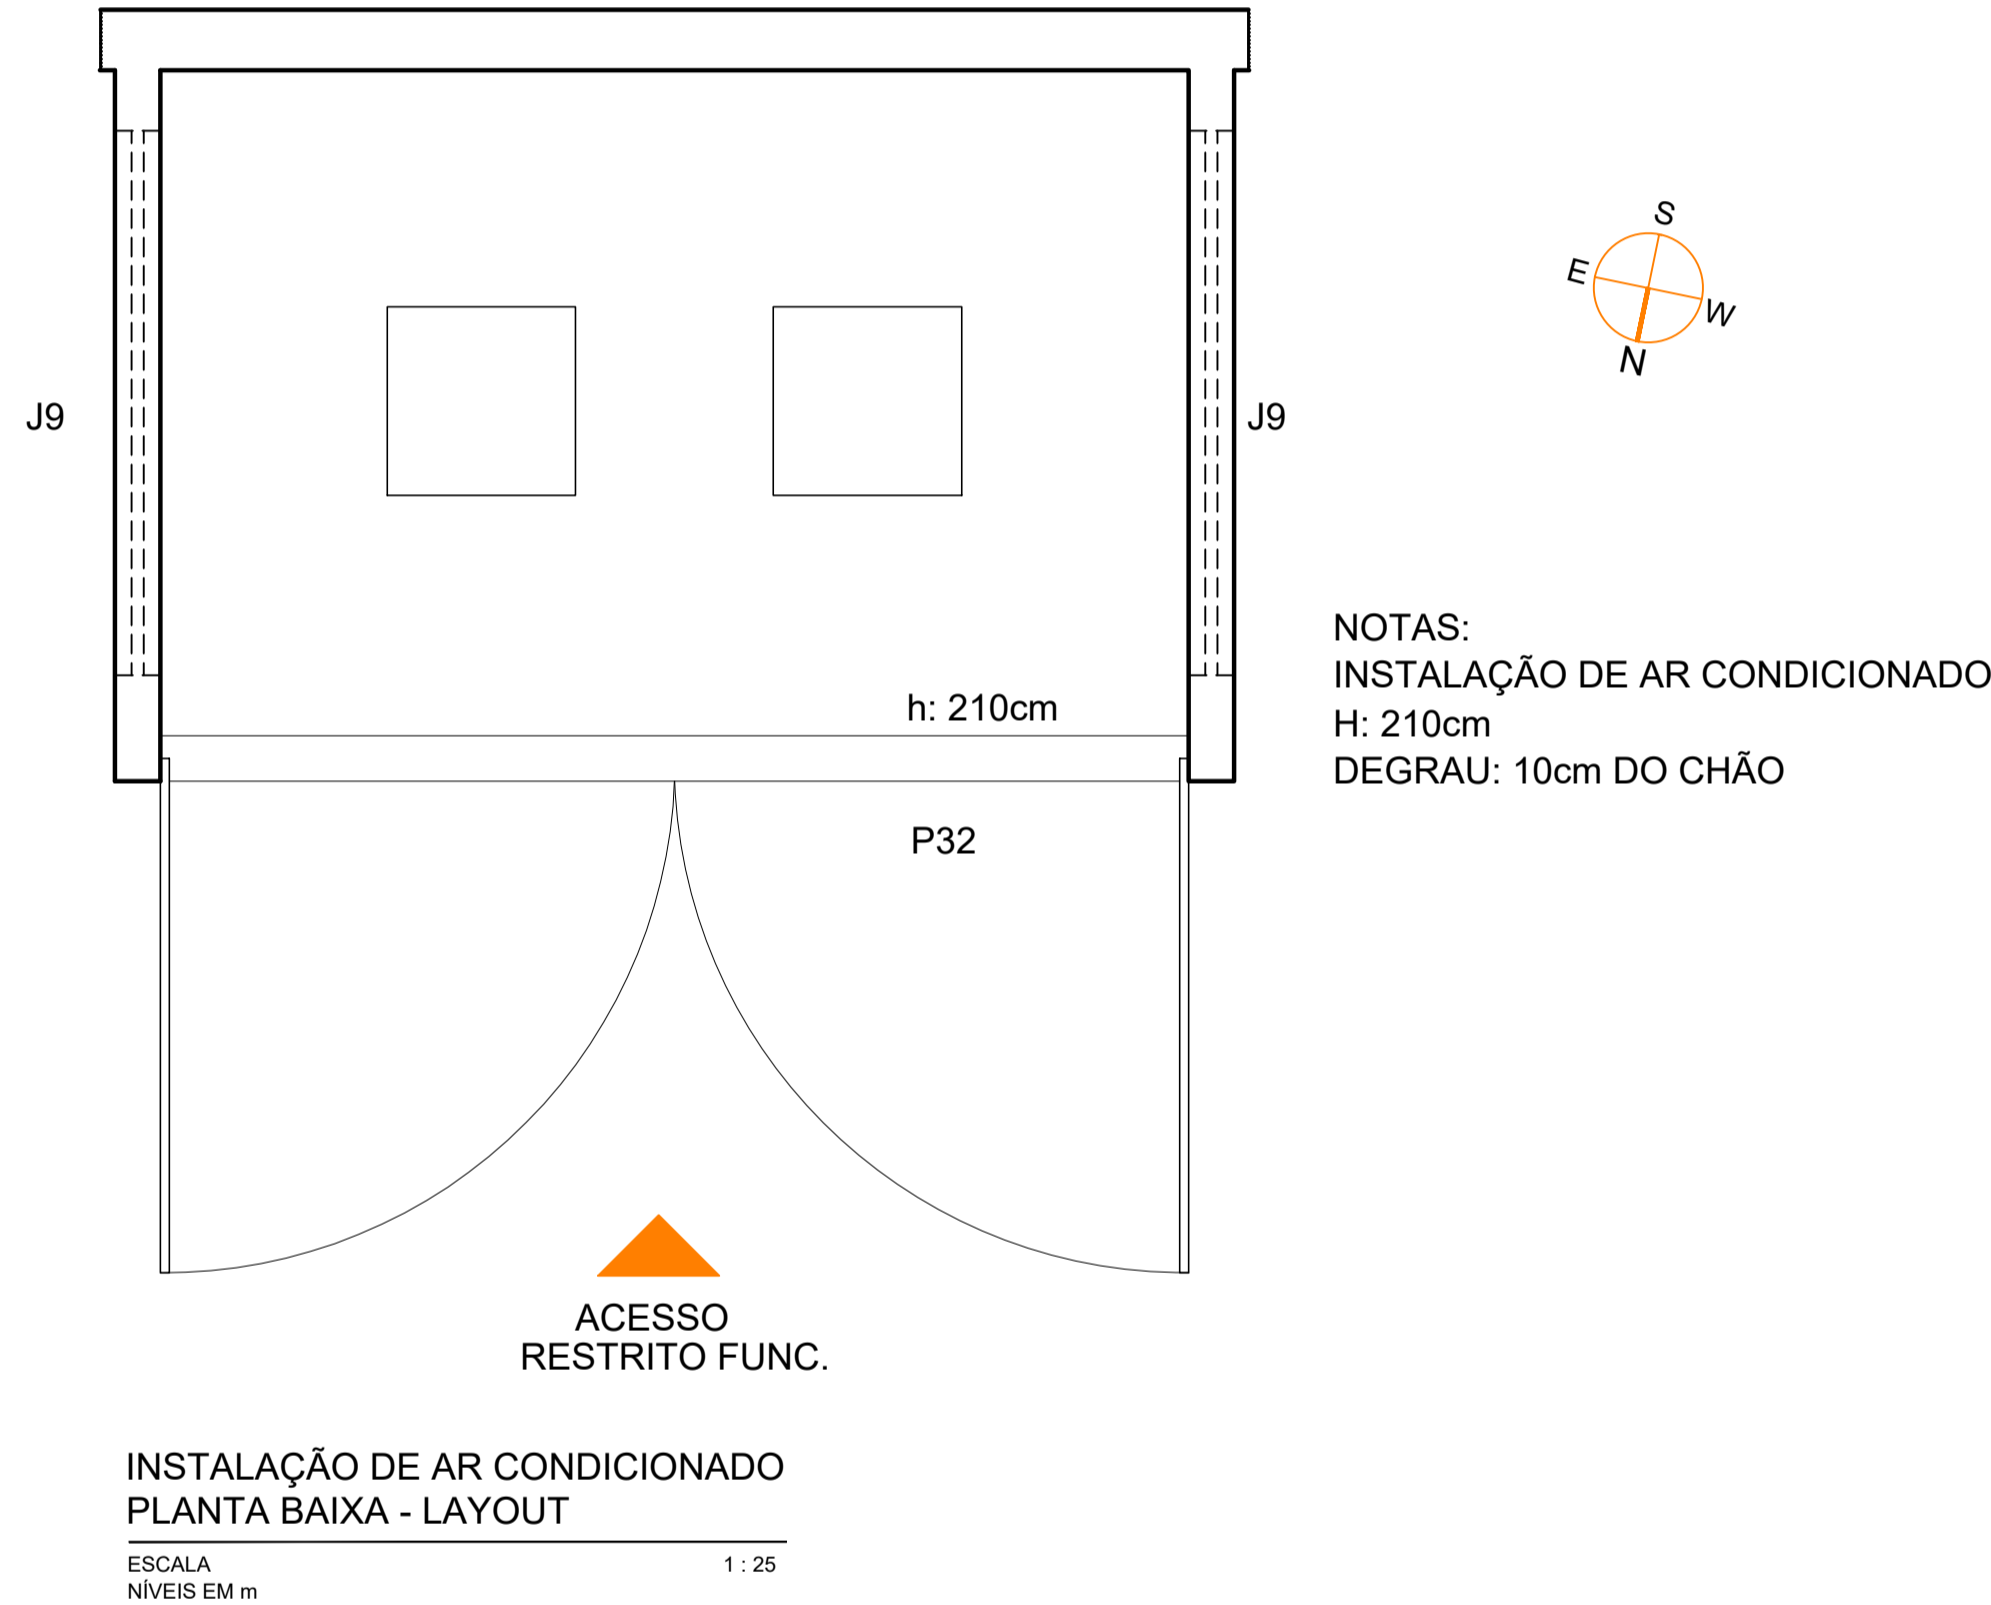 S
E
W
N
J9
J9
NOTAS:
INSTALAÇÃO DE AR CONDICIONADO
H: 210cm
DEGRAU: 10cm DO CHÃO
h: 210cm
P32
ACESSO
RESTRITO FUNC.
INSTALAÇÃO DE AR CONDICIONADO
PLANTA BAIXA - LAYOUT
ESCALA 1 : 25
NÍVEIS EM m